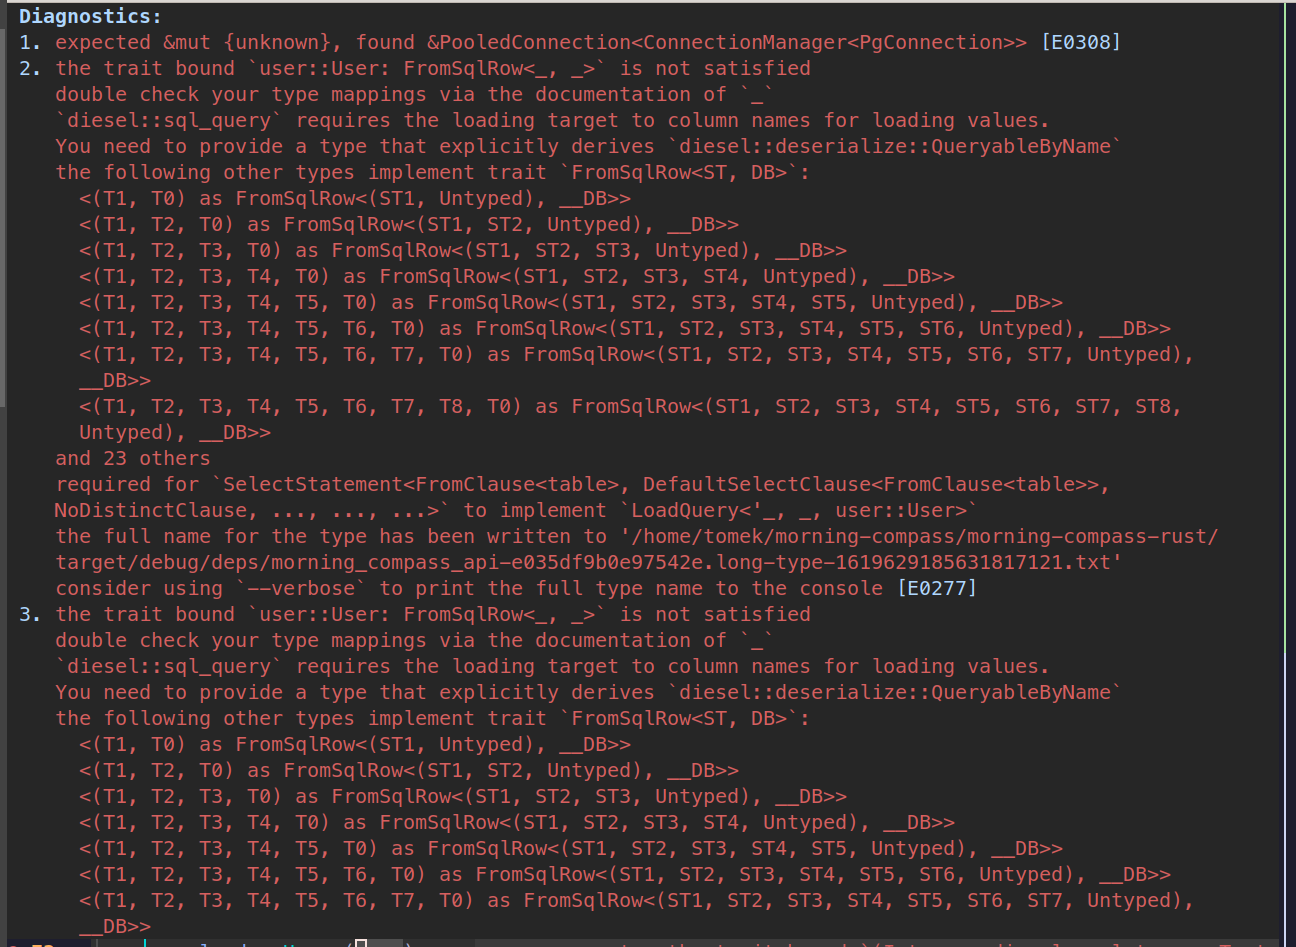 Diagnostics:
1. expected &mut {unknown}, found &PooledConnection<ConnectionManager<PgConnection>> [E0308]
2. the trait bound `user::User: FromSqlRow<_, _>` is not satisfied
double check your type mappings via the documentation of `_`
`diesel::sql_query` requires the loading target to column names for loading values.
You need to provide a type that explicitly derives `diesel::deserialize::QueryableByName`
the following other types implement trait `FromSqlRow<ST, DB>`:
<(T1, T0) as FromSqlRow<(ST1, Untyped), __DB>>
<(T1, T2, T0) as FromSqlRow<(ST1, ST2, Untyped), __DB>>
<(T1, T2, T3, T0) as FromSqlRow<(ST1, ST2, ST3, Untyped), __DB>>
<(T1, T2, T3, T4, T0) as FromSqlRow<(ST1, ST2, ST3, ST4, Untyped), __DB>>
<(T1, T2, T3, T4, T5, T0) as FromSqlRow<(ST1, ST2, ST3, ST4, ST5, Untyped), __DB>>
<(T1, T2, T3, T4, T5, T6, T0) as FromSqlRow<(ST1, ST2, ST3, ST4, ST5, ST6, Untyped), __DB>>
<(T1, T2, T3, T4, T5, T6, T7, T0) as FromSqlRow<(ST1, ST2, ST3, ST4, ST5, ST6, ST7, Untyped),
__DB>>
<(T1, T2, T3, T4, T5, T6, T7, T8, T0) as FromSqlRow<(ST1, ST2, ST3, ST4, ST5, ST6, ST7, ST8,
Untyped), __DB>>
and 23 others
required for `SelectStatement<FromClause<table>, DefaultSelectClause<FromClause<table>>,
NoDistinctClause, ..., ..., ...>` to implement `LoadQuery<'_, _, user::User>`
the full name for the type has been written to '/home/tomek/morning-compass/morning-compass-rust/
target/debug/deps/morning_compass_api-e035df9b0e97542e.long-type-1619629185631817121.txt'
consider using `--verbose` to print the full type name to the console [E0277]
3. the trait bound `user::User: FromSqlRow<_, _>` is not satisfied
double check your type mappings via the documentation of `_`
`diesel::sql_query` requires the loading target to column names for loading values.
You need to provide a type that explicitly derives `diesel::deserialize::QueryableByName`
the following other types implement trait `FromSqlRow<ST, DB>`:
<(T1, T0) as FromSqlRow<(ST1, Untyped), __DB>>
<(T1, T2, T0) as FromSqlRow<(ST1, ST2, Untyped), __DB>>
<(T1, T2, T3, T0) as FromSqlRow<(ST1, ST2, ST3, Untyped), __DB>>
<(T1, T2, T3, T4, T0) as FromSqlRow<(ST1, ST2, ST3, ST4, Untyped), __DB>>
<(T1, T2, T3, T4, T5, T0) as FromSqlRow<(ST1, ST2, ST3, ST4, ST5, Untyped), __DB>>
<(T1, T2, T3, T4, T5, T6, T0) as FromSqlRow<(ST1, ST2, ST3, ST4, ST5, ST6, Untyped), __DB>>
<(T1, T2, T3, T4, T5, T6, T7, T0) as FromSqlRow<(ST1, ST2, ST3, ST4, ST5, ST6, ST7, Untyped),
__DB>>